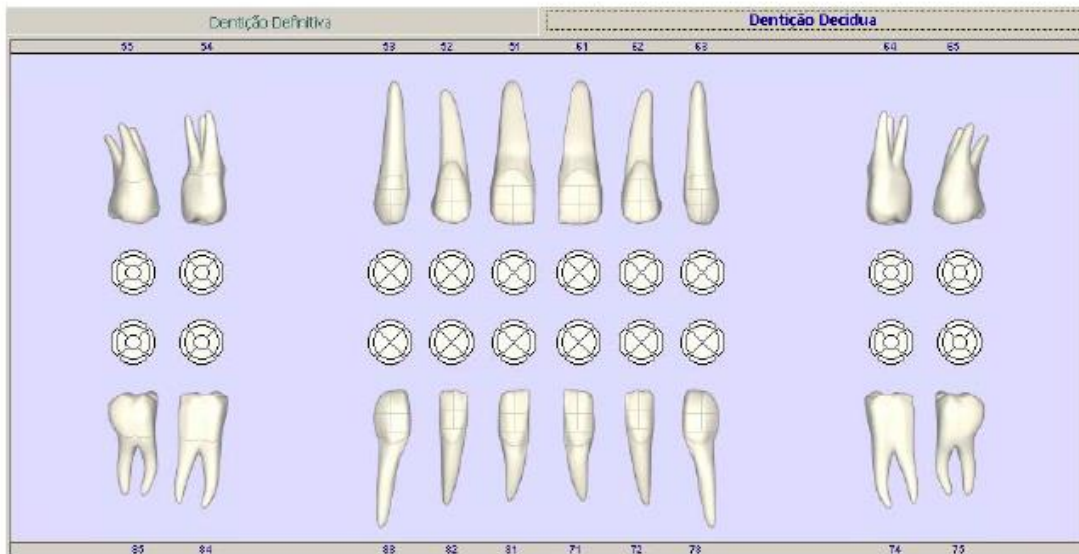 Dentição Definitiva
Dentição Decidua
55 54 53 52 51 61 62 63 64 65
85 84 83 82 81 71 72 73 74 75